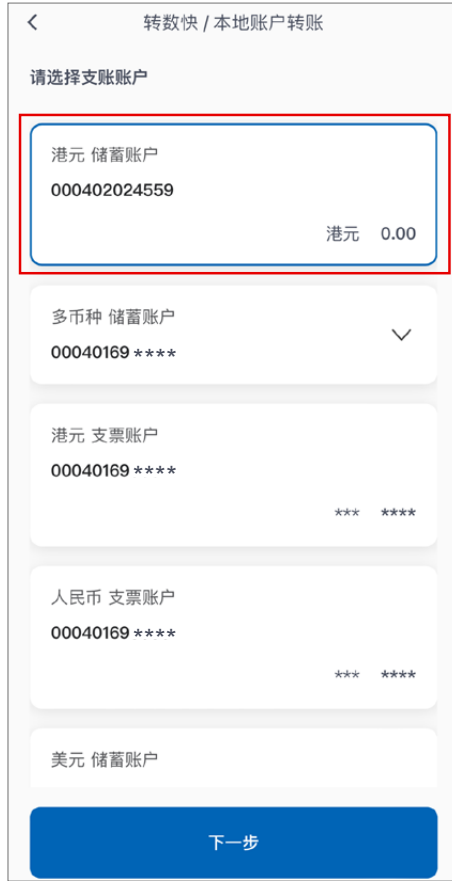 转数快 / 本地账户转账
请选择支账账户
港元 储蓄账户
000402024559
港元 0.00
多币种 储蓄账户
00040169 ****
港元 支票账户
00040169 ****
*** ****
人民币 支票账户
00040169 ****
*** ****
美元 储蓄账户
下一步